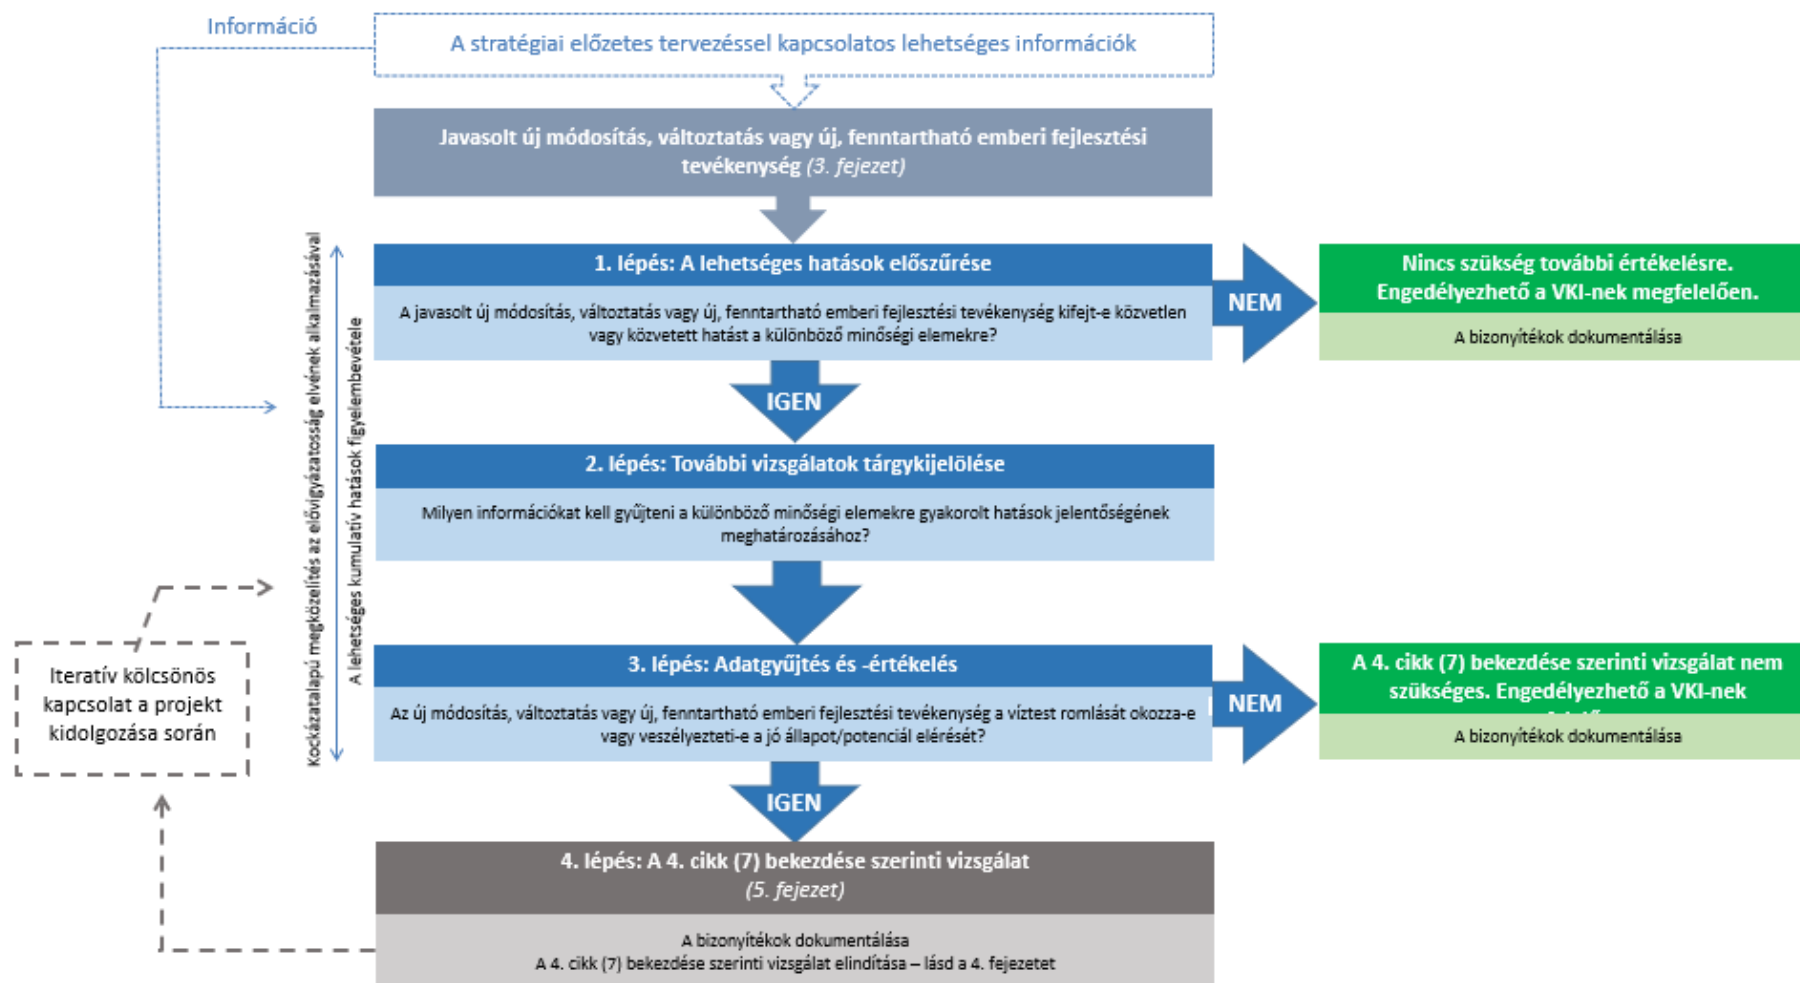 Információ
A stratégiai előzetes tervezéssel kapcsolatos lehetséges információk
Javasolt új módosítás, változtatás vagy új, fenntartható emberi fejlesztési
tevékenység (3. fejezet)
Kockázatalapú megközelítés az elővigyázatosság elvének alkalmazásával
A lehetséges kumulatív hatások figyelembevétele
1. lépés: A lehetséges hatások előszűrése
A javasolt új módosítás, változtatás vagy új, fenntartható emberi fejlesztési tevékenység kifejt-e közvetlen
vagy közvetett hatást a különböző minőségi elemekre?
NEM
Nincs szükség további értékelésre.
Engedélyezhető a VKI-nek megfelelően.
A bizonyítékok dokumentálása
IGEN
2. lépés: További vizsgálatok tárgykijelölése
Milyen információkat kell gyűjteni a különböző minőségi elemekre gyakorolt hatások jelentőségének
meghatározásához?
3. lépés: Adatgyűjtés és -értékelés
Az új módosítás, változtatás vagy új, fenntartható emberi fejlesztési tevékenység a víztest romlását okozza-e
vagy veszélyezteti-e a jó állapot/potenciál elérését?
NEM
A 4. cikk (7) bekezdése szerinti vizsgálat nem
szükséges. Engedélyezhető a VKI-nek
A bizonyítékok dokumentálása
Iteratív kölcsönös
kapcsolat a projekt
kidolgozása során
IGEN
4. lépés: A 4. cikk (7) bekezdése szerinti vizsgálat
(5. fejezet)
A bizonyítékok dokumentálása
A 4. cikk (7) bekezdése szerinti vizsgálat elindítása – lásd a 4. fejezetet